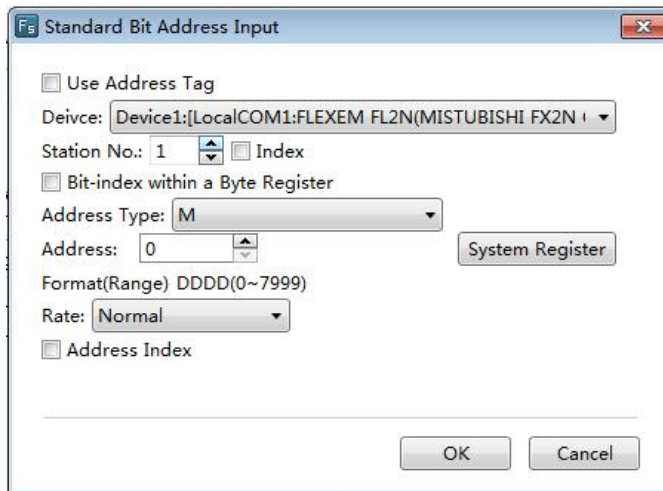 Fs Standard Bit Address Input
Use Address Tag
Deivce: Device1:[LocalCOM1:FLEXEM FL2N(MISTUBISHI FX2N
Station No.: 1 Index
Bit-index within a Byte Register
Address Type: M
Address: 0 System Register
Format(Range) DDDD(0~7999)
Rate: Normal
Address Index
OK Cancel